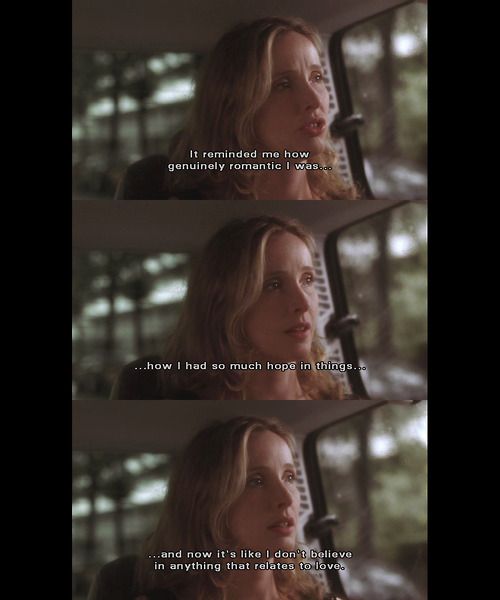 It reminded me how
genuinely romantic I was...
...how I had so much hope in things...
...and now it's like I don't believe
in anything that relates to love.